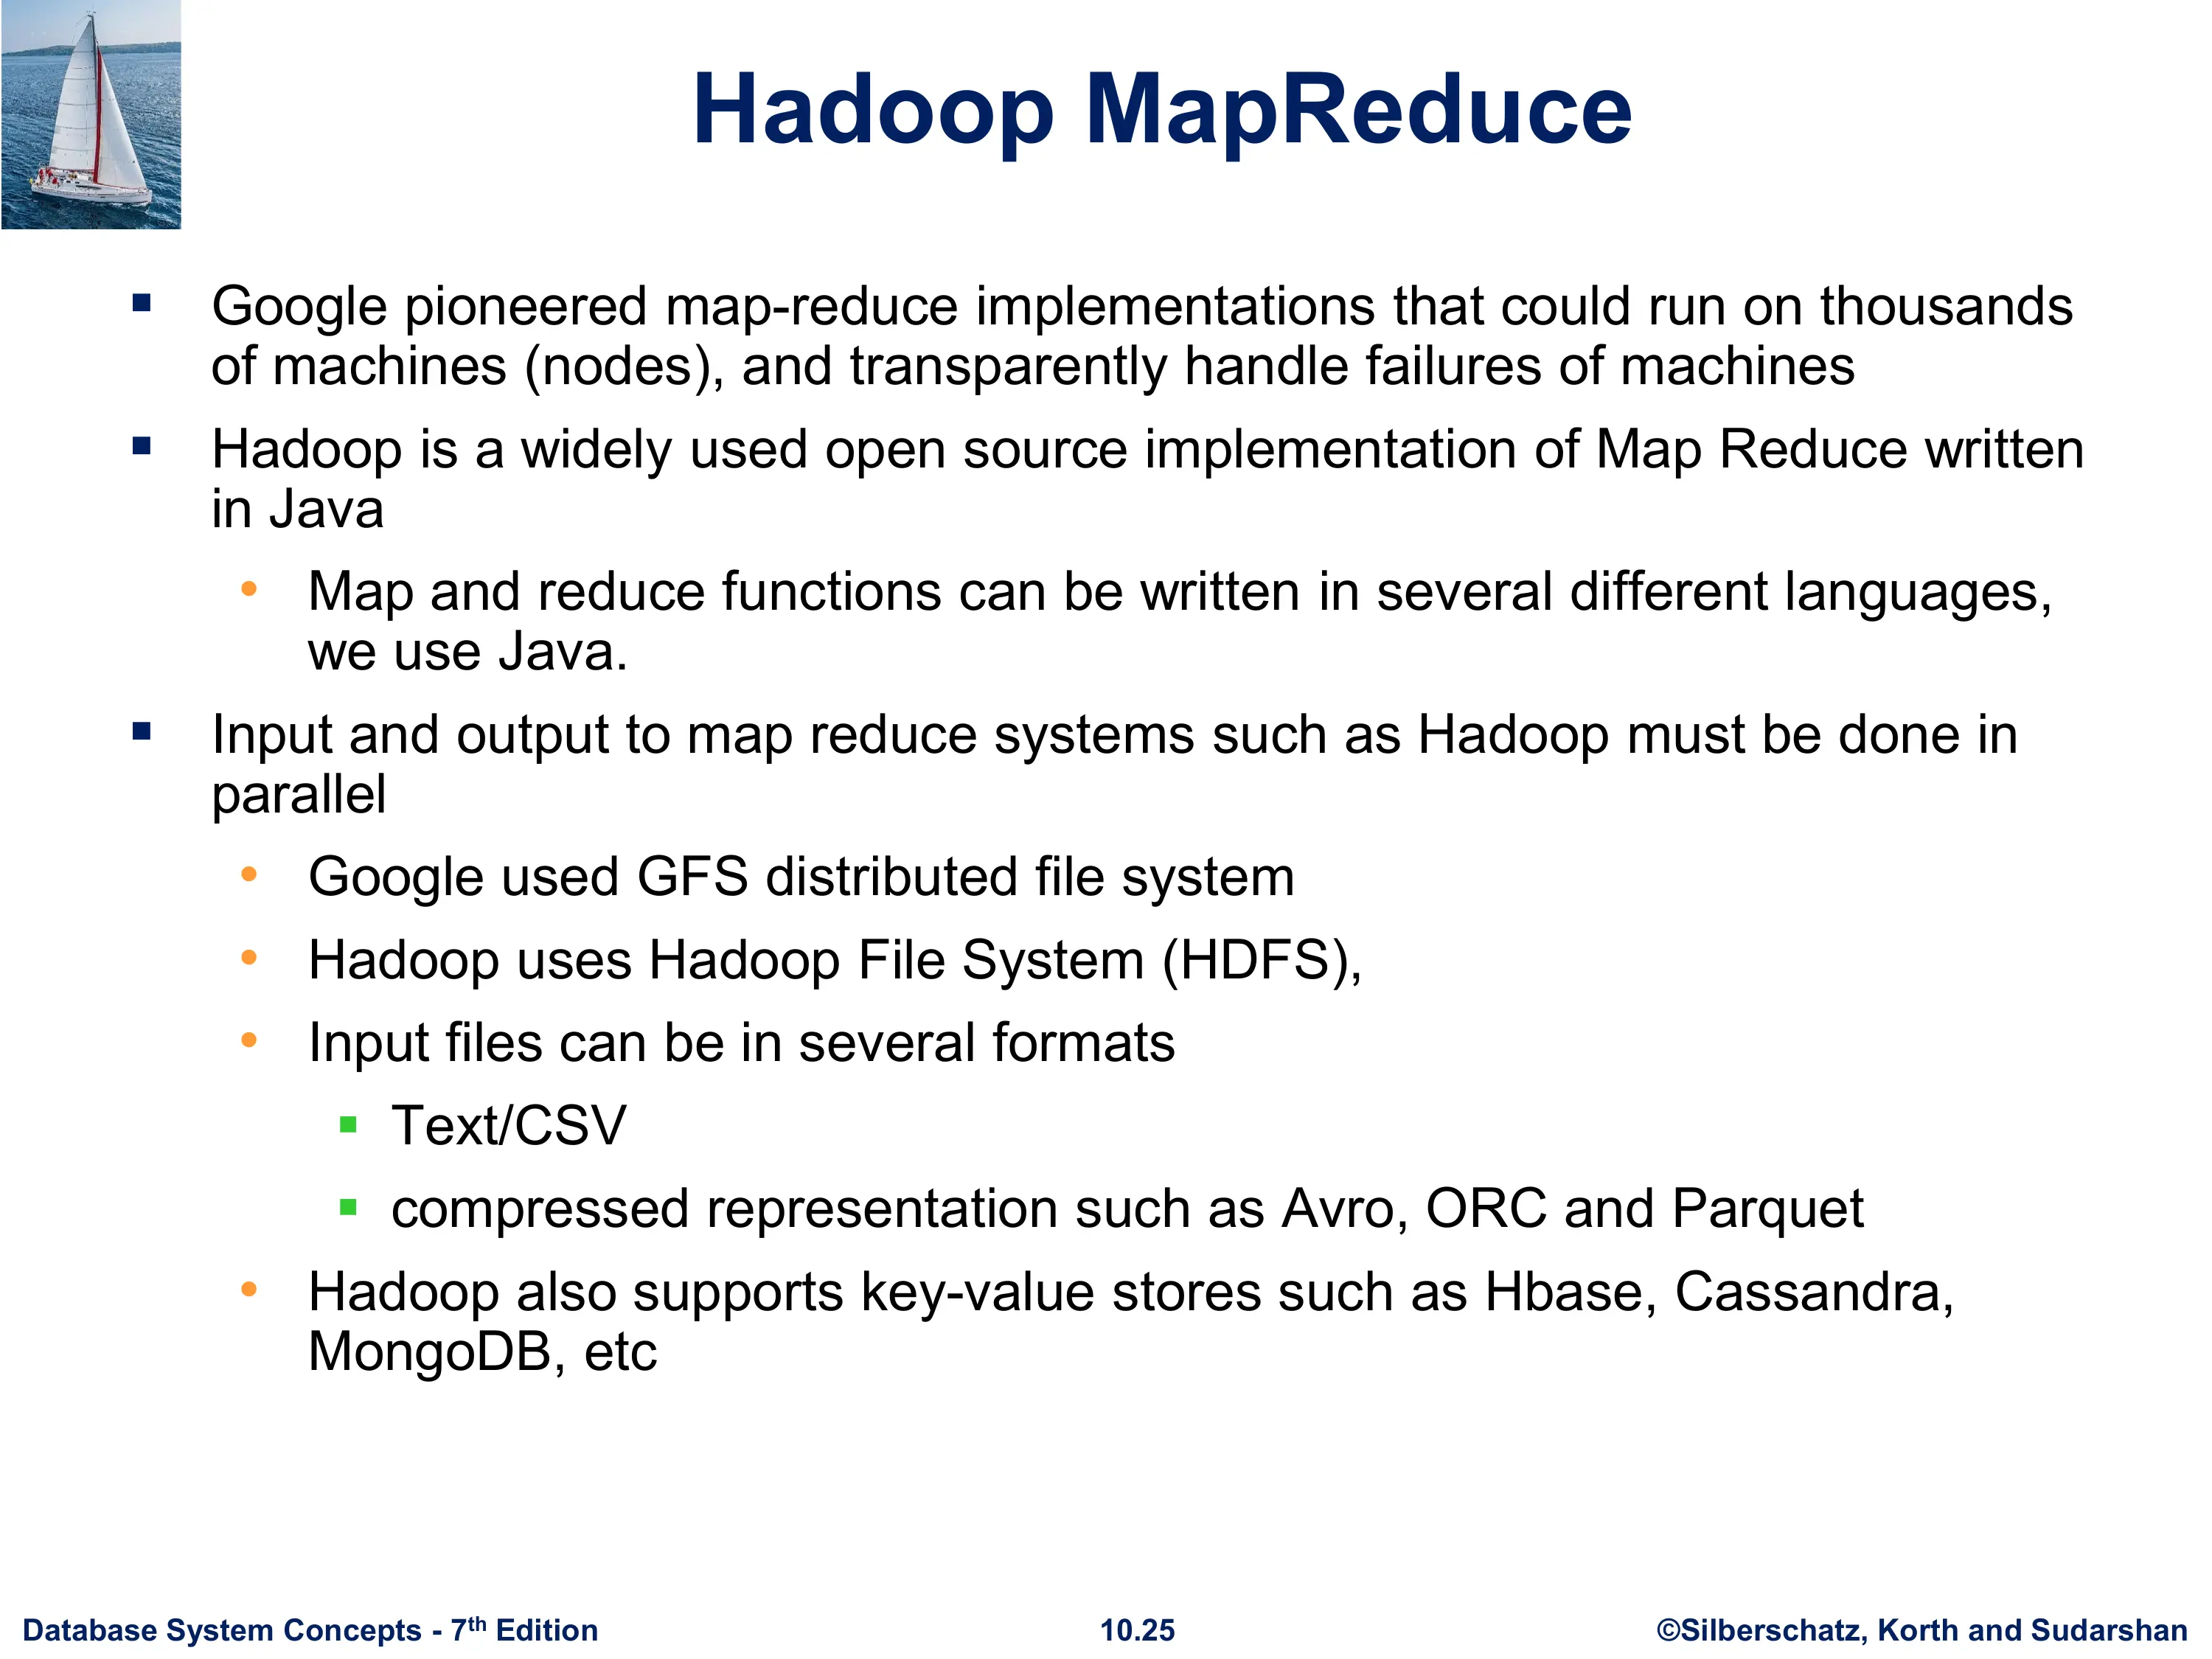 Hadoop MapReduce
Google pioneered map-reduce implementations that could run on thousands
of machines (nodes), and transparently handle failures of machines
Hadoop is a widely used open source implementation of Map Reduce written
in Java
Map and reduce functions can be written in several different languages,
we use Java.
Input and output to map reduce systems such as Hadoop must be done in
parallel
Google used GFS distributed file system
Hadoop uses Hadoop File System (HDFS),
Input files can be in several formats
Text/CSV
compressed representation such as Avro, ORC and Parquet
Hadoop also supports key-value stores such as Hbase, Cassandra,
MongoDB, etc
Database System Concepts - 7th Edition
10.25
©Silberschatz, Korth and Sudarshan